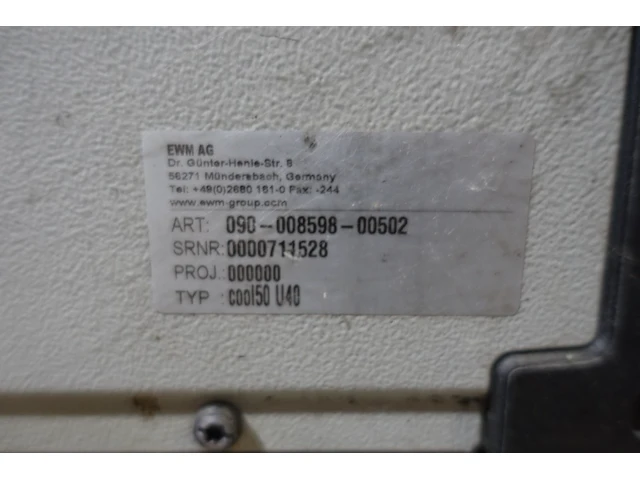 EWM AG
Dr. Günter-Henle-Str. 8
56271 Mündersbach, Germany
Tel: +49(0)2680 181-0 Fax: -244
www.ewm-group.com
ART: 090-008598-00502
SRNR: 0000711528
PROJ.: 000000
TYP : cool50 U40